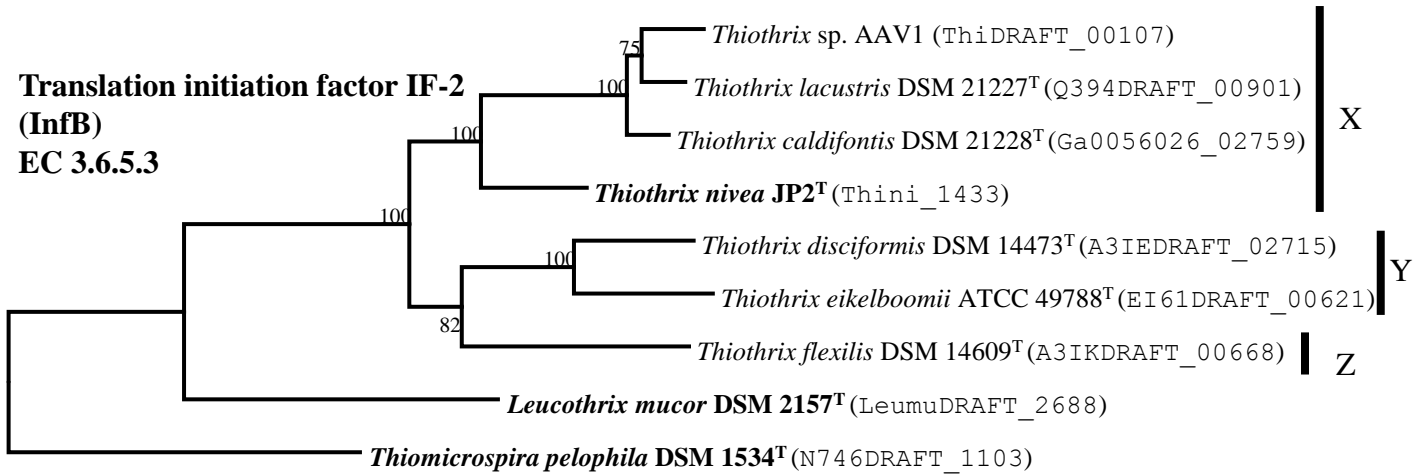 Translation initiation factor IF-2
(InfB)
EC 3.6.5.3
75
Thiothrix sp. AAV1 (ThiDRAFT_00107)
100
Thiothrix lacustris DSM 21227ᵀ (Q394DRAFT_00901)
X
Thiothrix caldifontis DSM 21228ᵀ (Ga0056026_02759)
100
Thiothrix nivea JP2ᵀ (Thini_1433)
100
Thiothrix disciformis DSM 14473ᵀ (A3IEDRAFT_02715)
Y
100
Thiothrix eikelboomii ATCC 49788ᵀ (EI61DRAFT_00621)
82
Thiothrix flexilis DSM 14609ᵀ (A3IKDRAFT_00668)
Z
Leucothrix mucor DSM 2157ᵀ (LeumuDRAFT_2688)
Thiomicrospira pelophila DSM 1534ᵀ (N746DRAFT_1103)